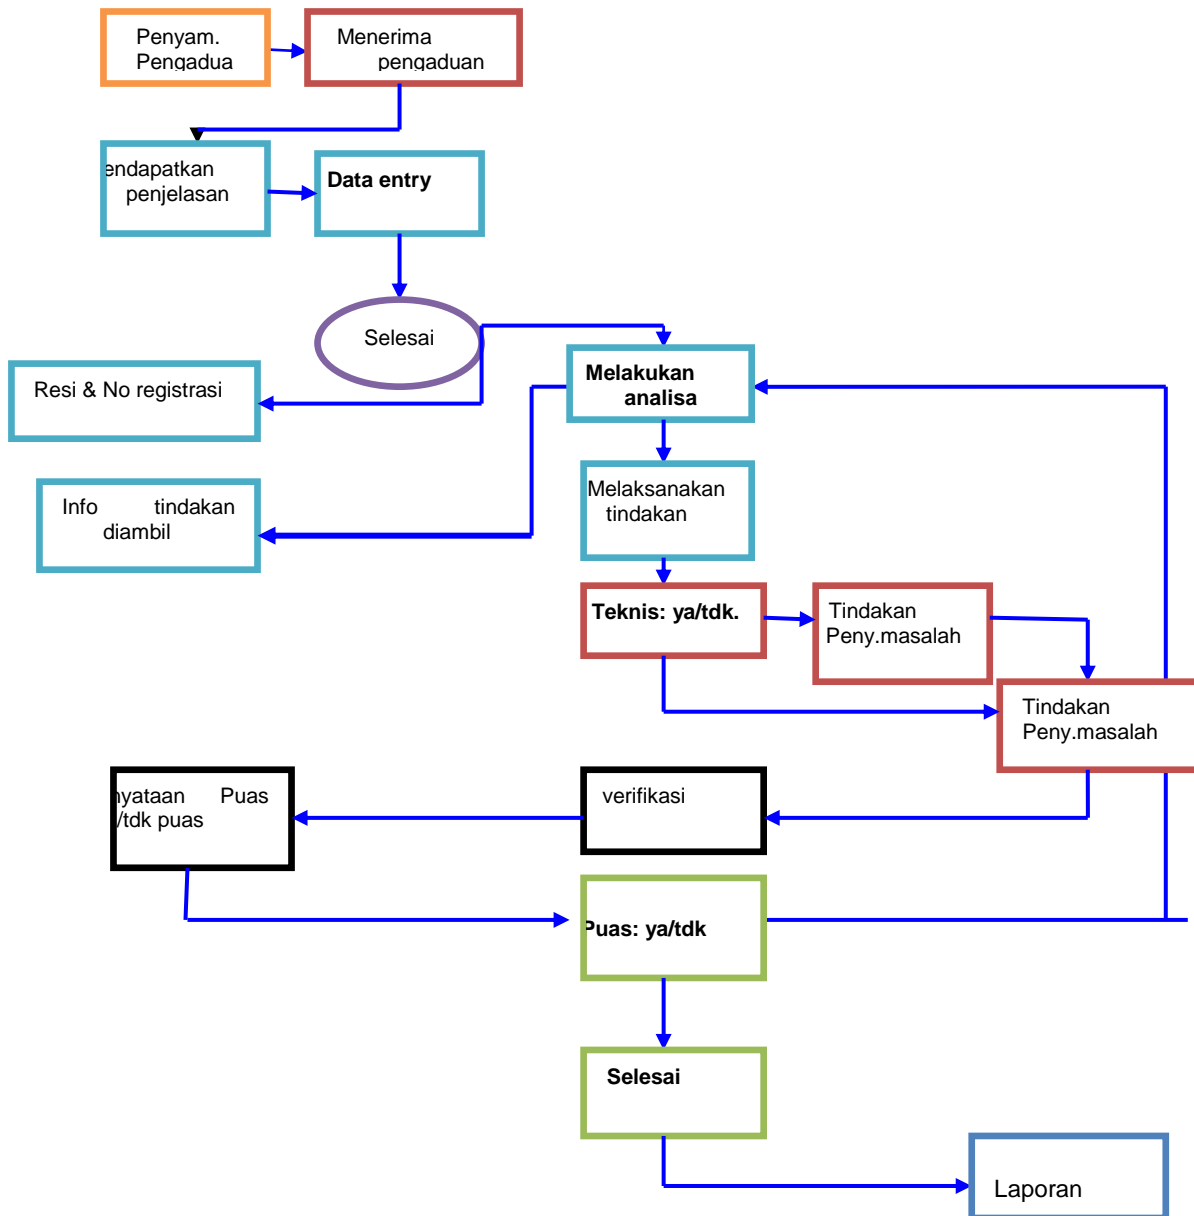 Penyam.
Pengadua
Menerima
pengaduan
endapatkan
penjelasan
Data entry
Selesai
Resi & No registrasi
Melakukan
analisa
Info tindakan
diambil
Melaksanakan
tindakan
Teknis: ya/tdk.
Tindakan
Peny.masalah
Tindakan
Peny.masalah
nyataan Puas
/tdk puas
verifikasi
Puas: ya/tdk
Selesai
Laporan